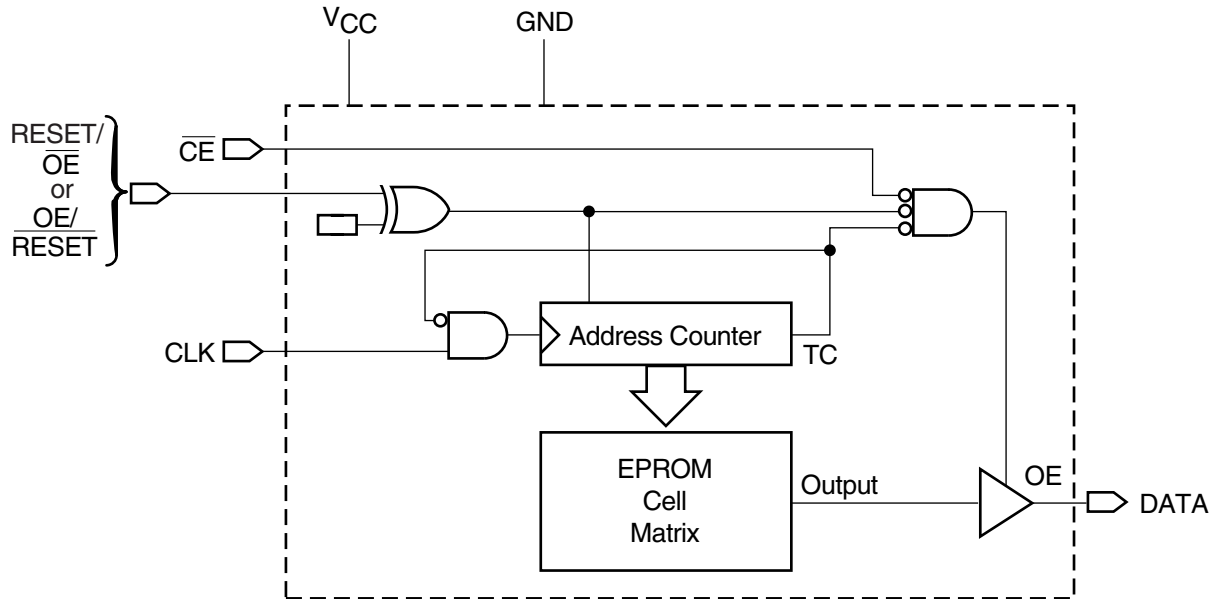 VCC
GND
RESET/
OE
or
OE/
RESET
CE
CLK
Address Counter
TC
EPROM
Cell
Matrix
Output
OE
DATA